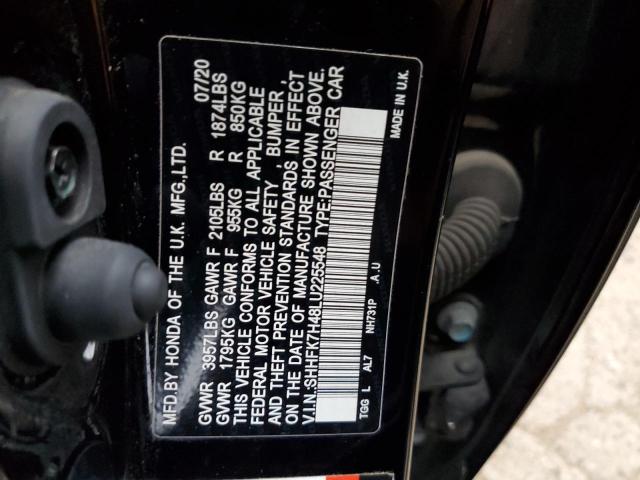 MFD.BY HONDA OF THE U.K. MFG.,LTD. 07/20
GVWR 3957LBS GAWR F 2105LBS R 1874LBS
GVWR 1795KG GAWR F 955KG R 850KG
THIS VEHICLE CONFORMS TO ALL APPLICABLE
FEDERAL MOTOR VEHICLE SAFETY , BUMPER ,
AND THEFT PREVENTION STANDARDS IN EFFECT
ON THE DATE OF MANUFACTURE SHOWN ABOVE.
V.I.N.:SHHFK7H48LU225548 TYPE:PASSENGER CAR
MADE IN U.K.
TGG L AL7 NH731P .A.U